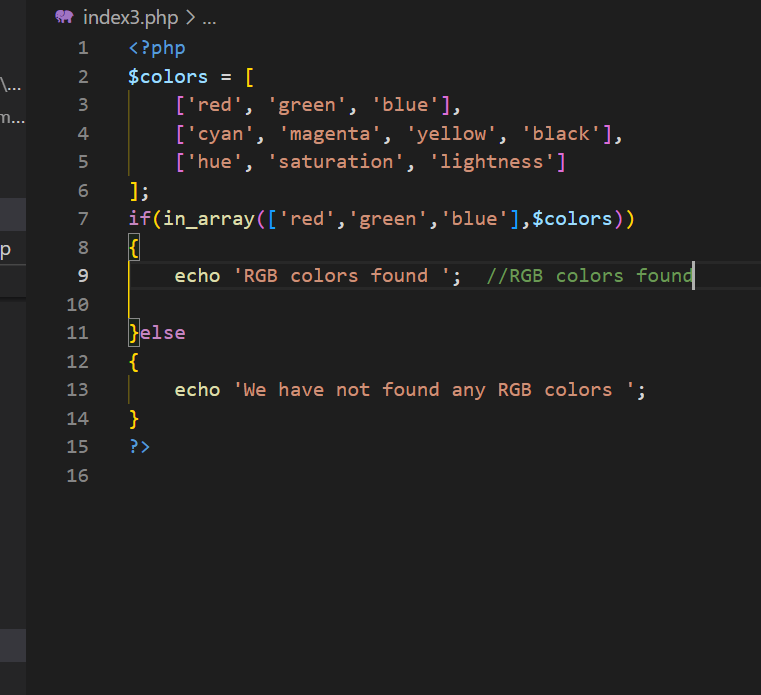 index3.php > ...
1 <?php
2 $colors = [
3     ['red', 'green', 'blue'],
4     ['cyan', 'magenta', 'yellow', 'black'],
5     ['hue', 'saturation', 'lightness']
6 ];
7 if(in_array(['red','green','blue'],$colors))
8 {
9     echo 'RGB colors found ';  //RGB colors found
10
11 }else
12 {
13     echo 'We have not found any RGB colors ';
14 }
15 ?>
16
\...
m...
p